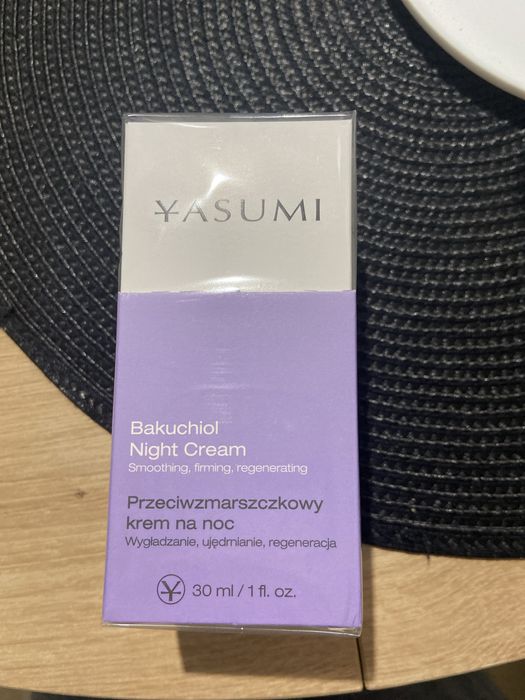 YASUMI
Bakuchiol
Night Cream
Smoothing, firming, regenerating
Przeciwzmarszczkowy
krem na noc
Wygładzanie, ujędrnianie, regeneracja
30 ml / 1 fl. oz.